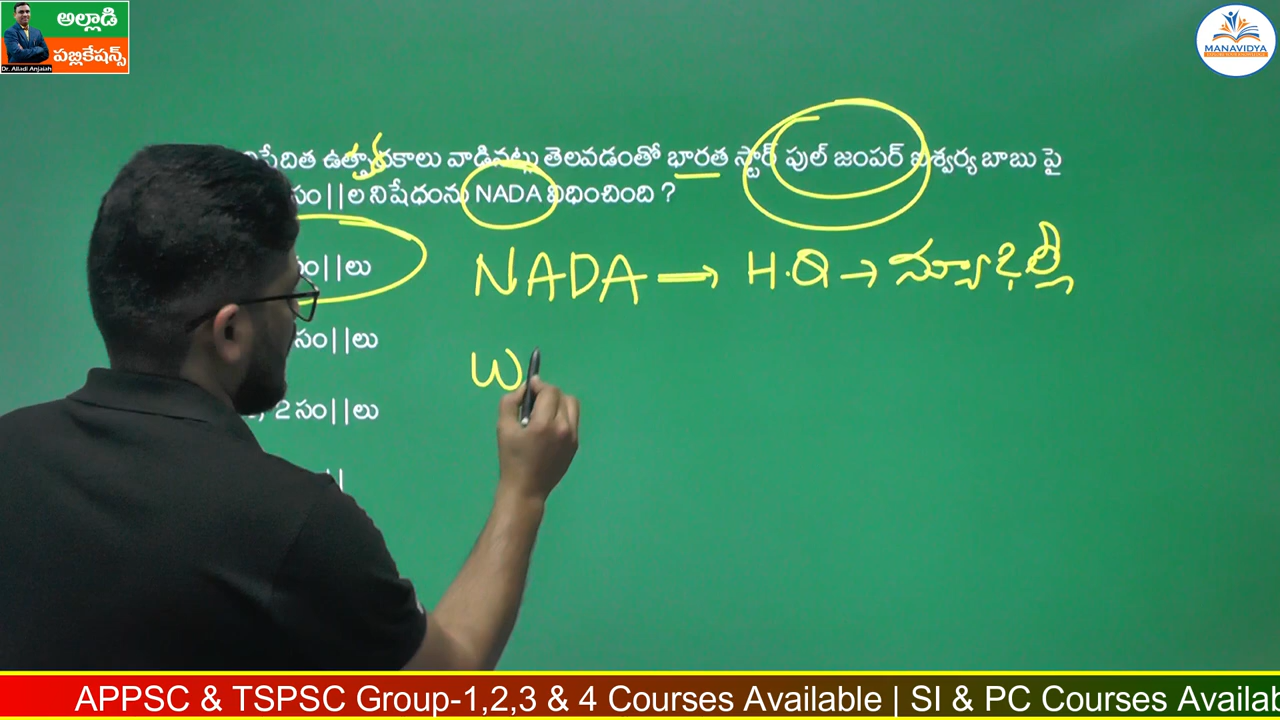 అల్లాడి
పబ్లికేషన్స్
Dr. Alladi Anjaiah
MANAVIDYA
ఉత్ప్రేరకాలు వాడినట్లు తెలవడంతో భారత స్టార్ ఫుల్ జంపర్ ఐశ్వర్య బాబు పై
సం||ల నిషేధంను NADA విధించింది ?
సం||లు
NADA → H.Q → న్యూఢిల్లీ
సం||లు
W
2 సం||లు
APPSC & TSPSC Group-1,2,3 & 4 Courses Available | SI & PC Courses Availab